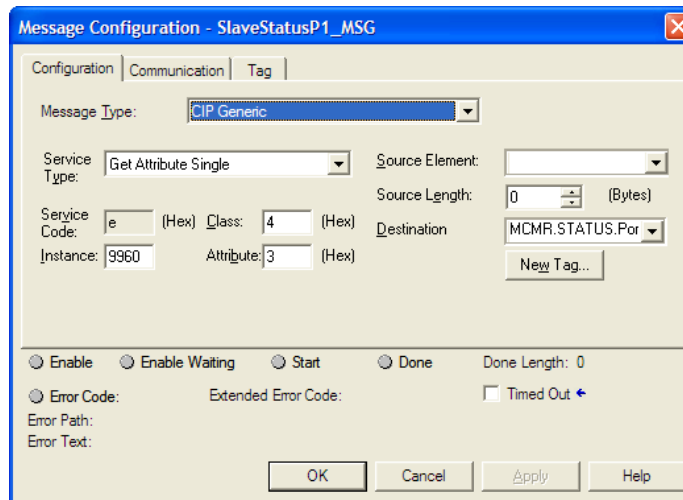 Message Configuration - SlaveStatusP1_MSG
Configuration Communication Tag
Message Type: CIP Generic
Service Type: Get Attribute Single
Source Element:
Source Length: 0 (Bytes)
Service Code: e (Hex) Class: 4 (Hex)
Destination MCMR.STATUS.Por
Instance: 9960 Attribute: 3 (Hex)
New Tag...
Enable Enable Waiting Start Done Done Length: 0
Error Code: Extended Error Code: Timed Out
Error Path:
Error Text:
OK Cancel Apply Help